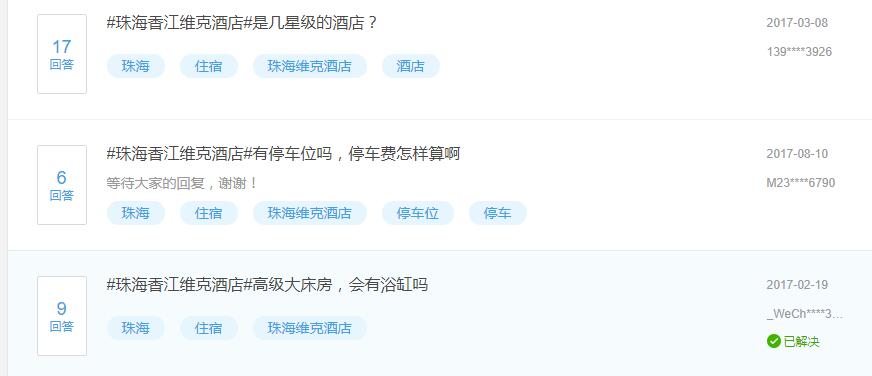 #珠海香江维克酒店#是几星级的酒店？
2017-03-08
17
回答
139****3926
珠海 住宿 珠海维克酒店 酒店
#珠海香江维克酒店#有停车位吗，停车费怎样算啊
2017-08-10
6
回答
等待大家的回复，谢谢！
M23****6790
珠海 住宿 珠海维克酒店 停车位 停车
#珠海香江维克酒店#高级大床房，会有浴缸吗
2017-02-19
9
回答
_WeCh****3...
珠海 住宿 珠海维克酒店
已解决